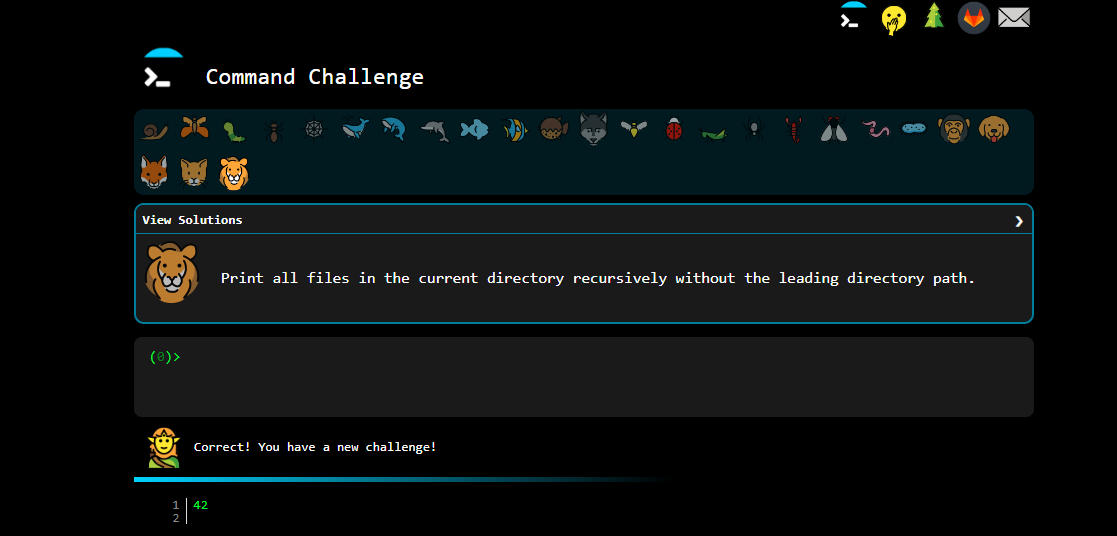 Command Challenge
View Solutions
Print all files in the current directory recursively without the leading directory path.
(0)>
Correct! You have a new challenge!
1 42
2